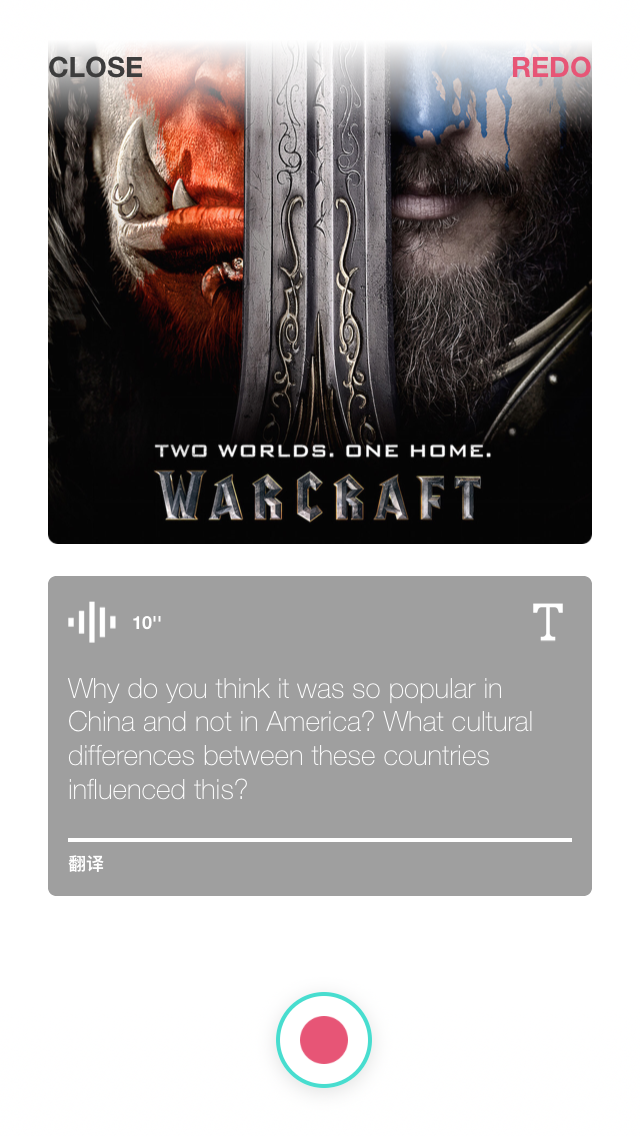 CLOSE
REDO
TWO WORLDS. ONE HOME.
WARCRAFT
10''
T
Why do you think it was so popular in
China and not in America? What cultural
differences between these countries
influenced this?
翻译